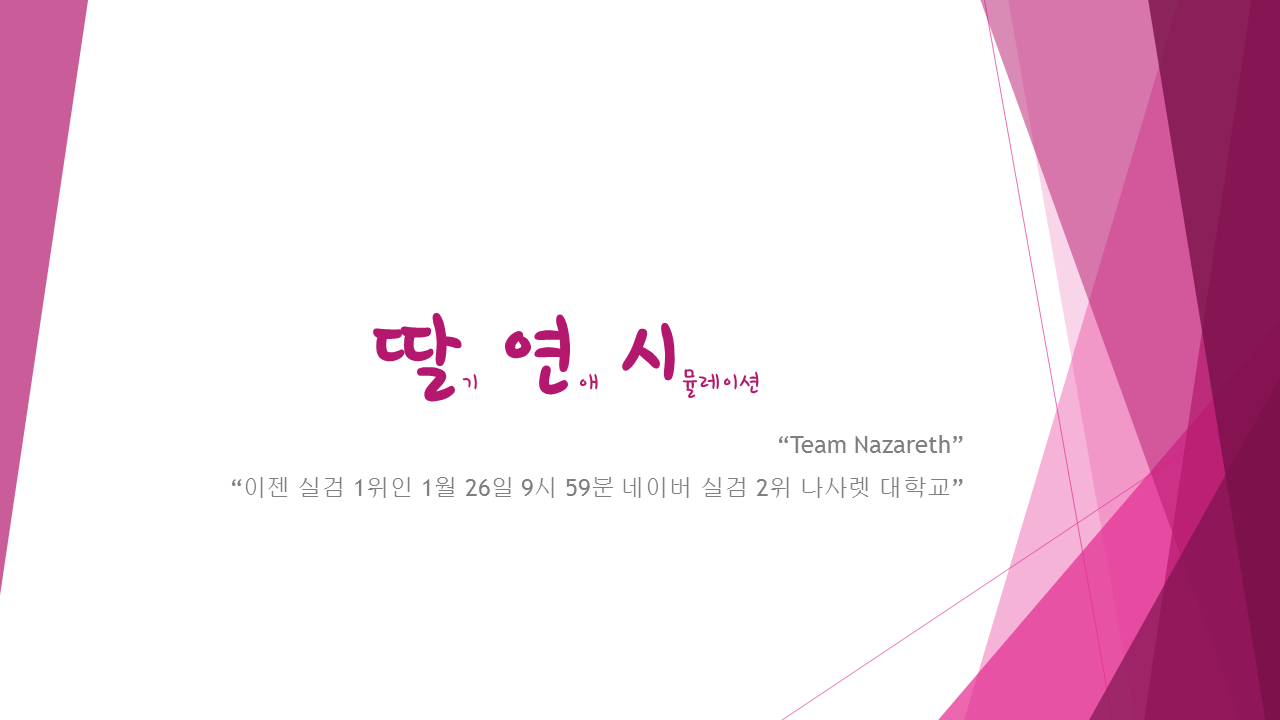 딸기 연애 시뮬레이션
“Team Nazareth”
“이젠 실검 1위인 1월 26일 9시 59분 네이버 실검 2위 나사렛 대학교”